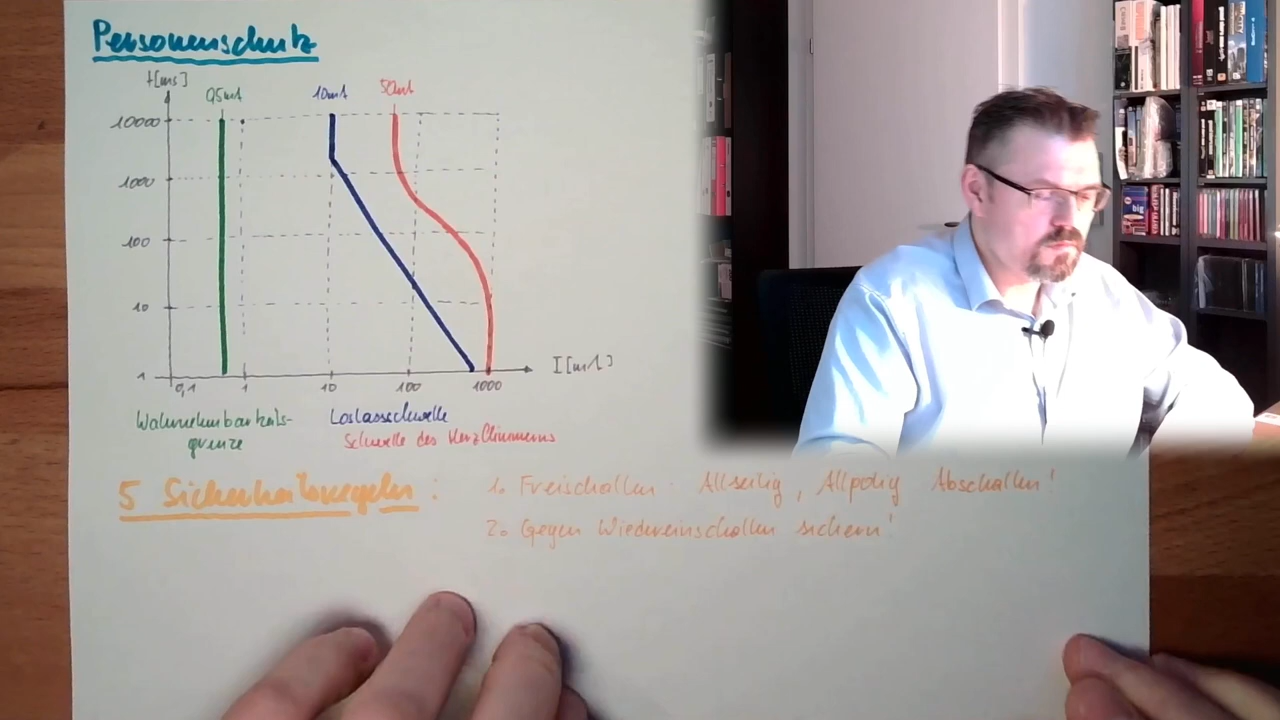 Personenschutz
t[ms]
0,5mA 10mA 50mA
10000
1000
100
10
1
0,1 1 10 100 1000 I[mA]
Wahrnehmbarkeits-
grenze
Loslassschwelle
Schwelle des Herzflimmerns
5 Sicherheitsregeln :
1. Freischalten : Allseitig, Allpolig Abschalten!
2. Gegen Wiedereinschalten sichern!
big